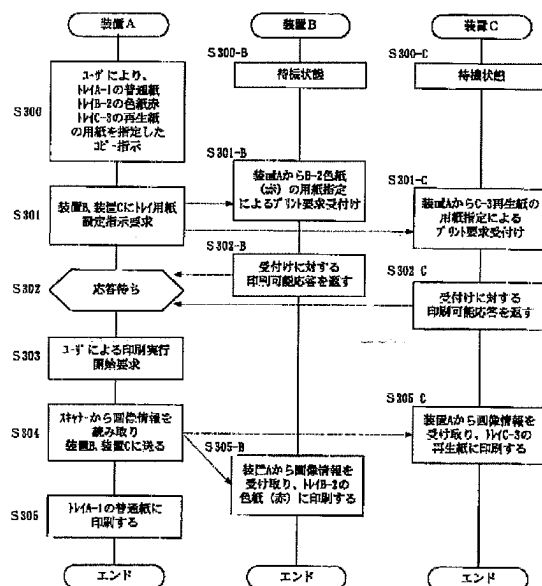 装置A
装置B
装置C
S300
ユーザにより、
トレイA-1の普通紙
トレイB-2の色紙赤
トレイC-3の再生紙
の用紙を指定した
コピー指示
S300-B
待機状態
S300-C
待機状態
S301
装置B、装置Cにトレイ用紙
設定指示要求
S301-B
装置AからB-2色紙
(赤)の用紙指定
によるプリント要求受付け
S301-C
装置AからC-3再生紙の
用紙指定による
プリント要求受付け
S302
応答待ち
S302-B
受付けに対する
印刷可能応答を返す
S302-C
受付けに対する
印刷可能応答を返す
S303
ユーザによる印刷実行
開始要求
S304
スキャナーから画像情報を
読み取り
装置B、装置Cに送る
S305-B
装置Aから画像情報を
受け取り、トレイB-2の
色紙(赤)に印刷する
S305-C
装置Aから画像情報を
受け取り、トレイC-3の
再生紙に印刷する
S305
トレイA-1の普通紙に
印刷する
エンド
エンド
エンド